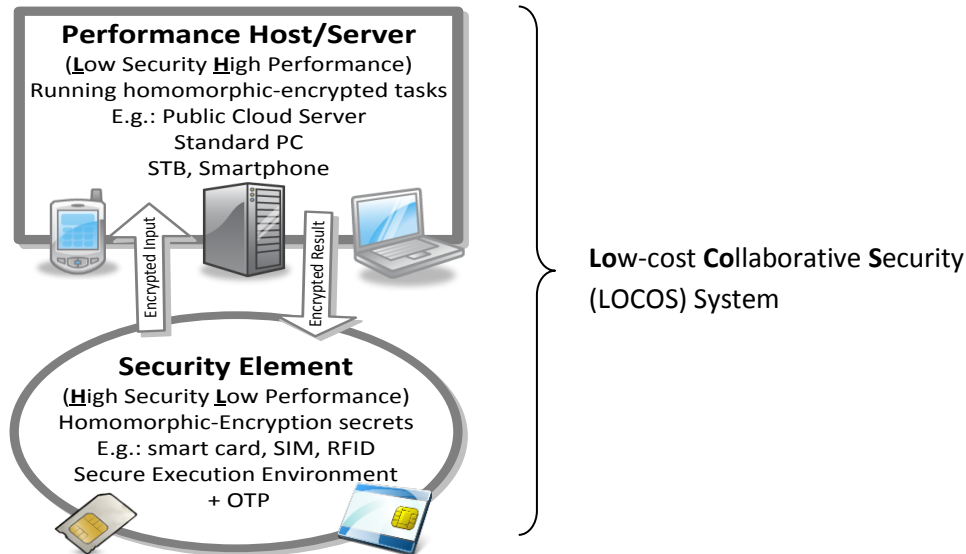 Performance Host/Server
(Low Security High Performance)
Running homomorphic-encrypted tasks
E.g.: Public Cloud Server
Standard PC
STB, Smartphone
Encrypted Input
Encrypted Result
Low-cost Collaborative Security
(LOCOS) System
Security Element
(High Security Low Performance)
Homomorphic-Encryption secrets
E.g.: smart card, SIM, RFID
Secure Execution Environment
+ OTP